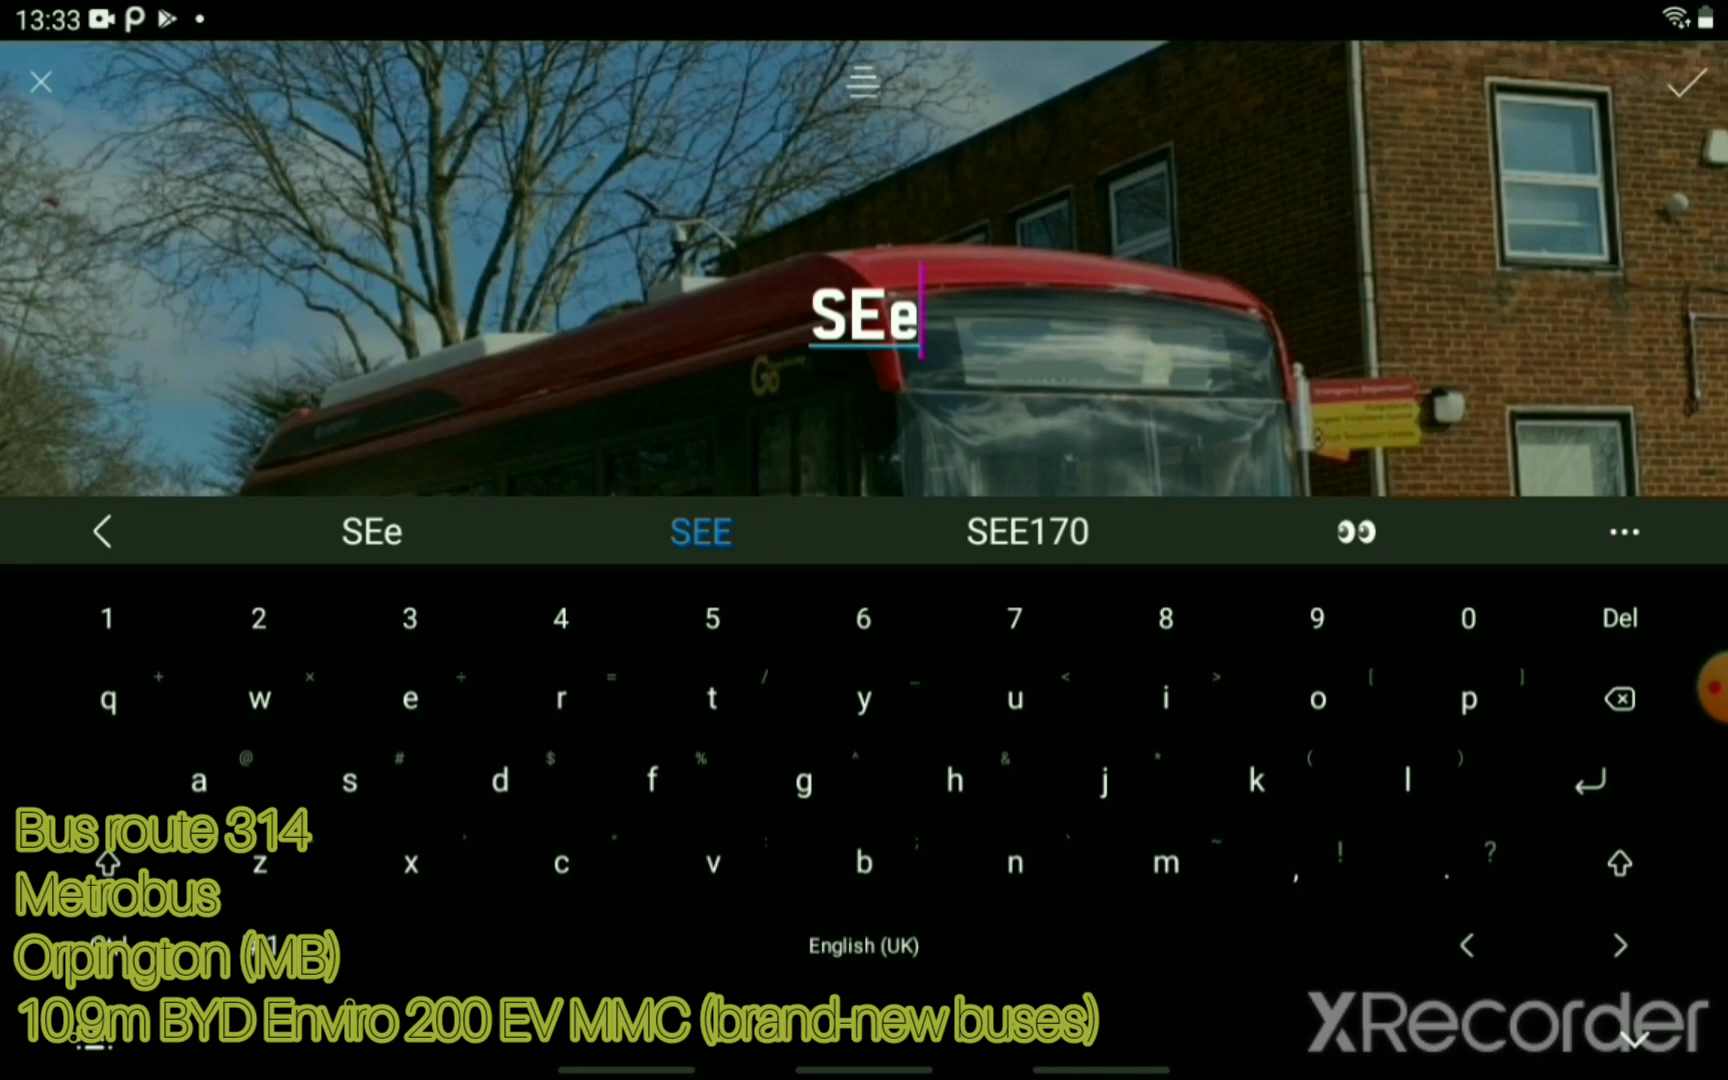 13:33
SEe
Go
SEe SEE SEE170 👀 ...
1 2 3 4 5 6 7 8 9 0 Del
+ × ÷ = / _ < > [ ]
q w e r t y u i o p
@ # $ % ^ & * ( )
a s d f g h j k l
Bus route 314
' " : ; ` ~ ! ?
z x c v b n m , .
Metrobus
English (UK) < >
Orpington (MB)
10.9m BYD Enviro 200 EV MMC (brand-new buses)
XRecorder